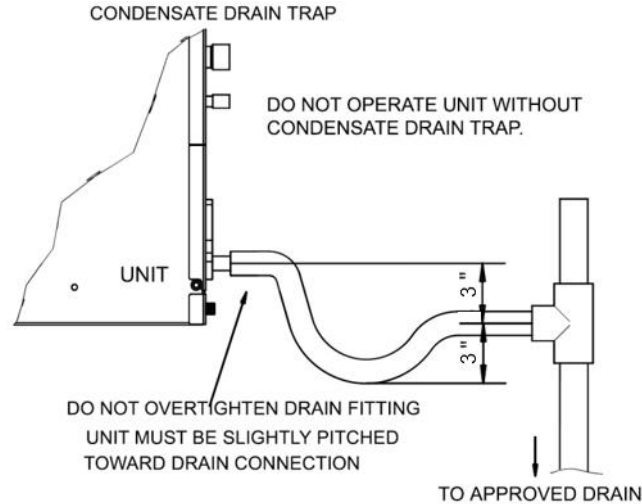 CONDENSATE DRAIN TRAP
DO NOT OPERATE UNIT WITHOUT
CONDENSATE DRAIN TRAP.
UNIT
3 "
3 "
DO NOT OVERTIGHTEN DRAIN FITTING
UNIT MUST BE SLIGHTLY PITCHED
TOWARD DRAIN CONNECTION
TO APPROVED DRAIN